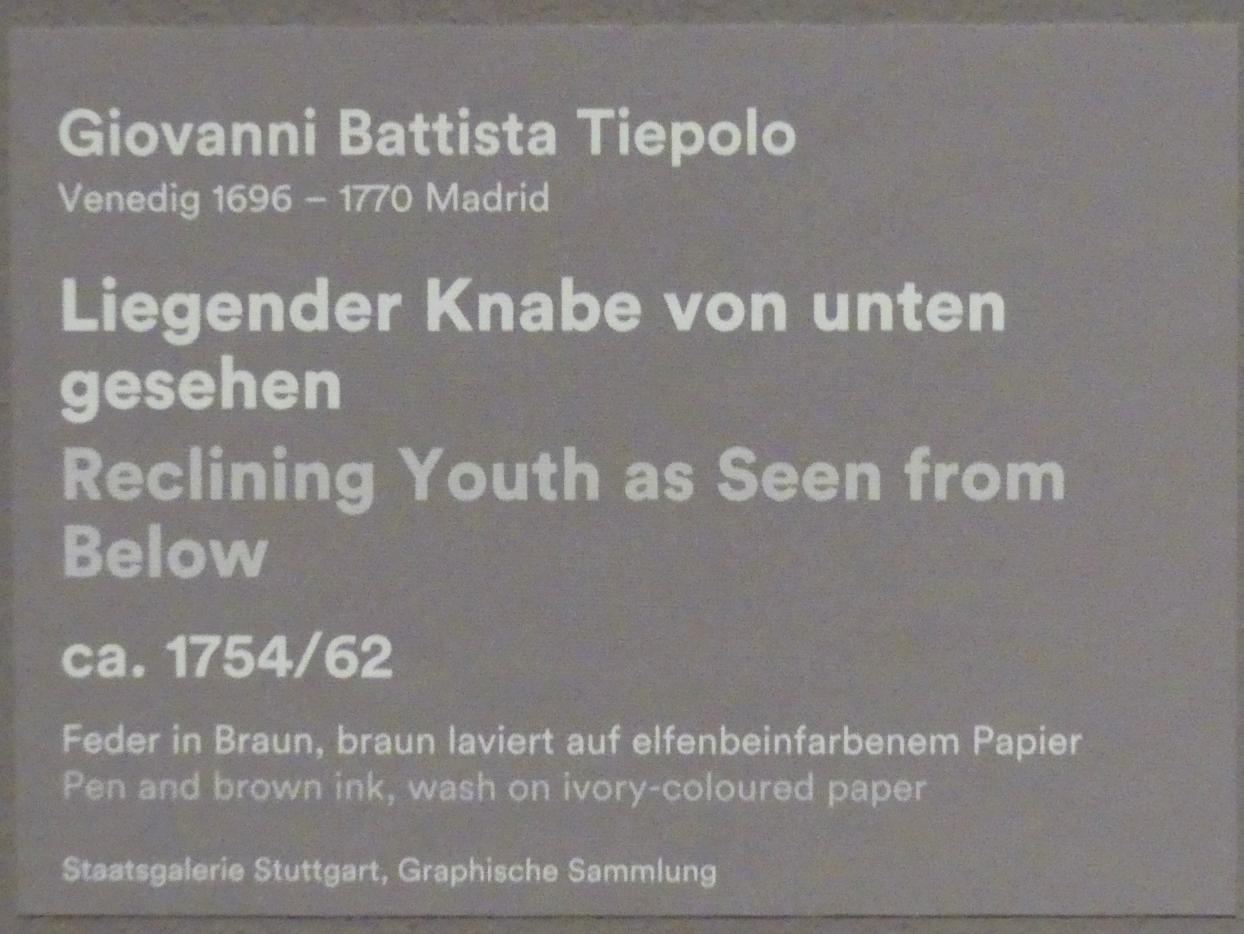 Giovanni Battista Tiepolo
Venedig 1696 – 1770 Madrid
Liegender Knabe von unten
gesehen
Reclining Youth as Seen from
Below
ca. 1754/62
Feder in Braun, braun laviert auf elfenbeinfarbenem Papier
Pen and brown ink, wash on ivory-coloured paper
Staatsgalerie Stuttgart, Graphische Sammlung